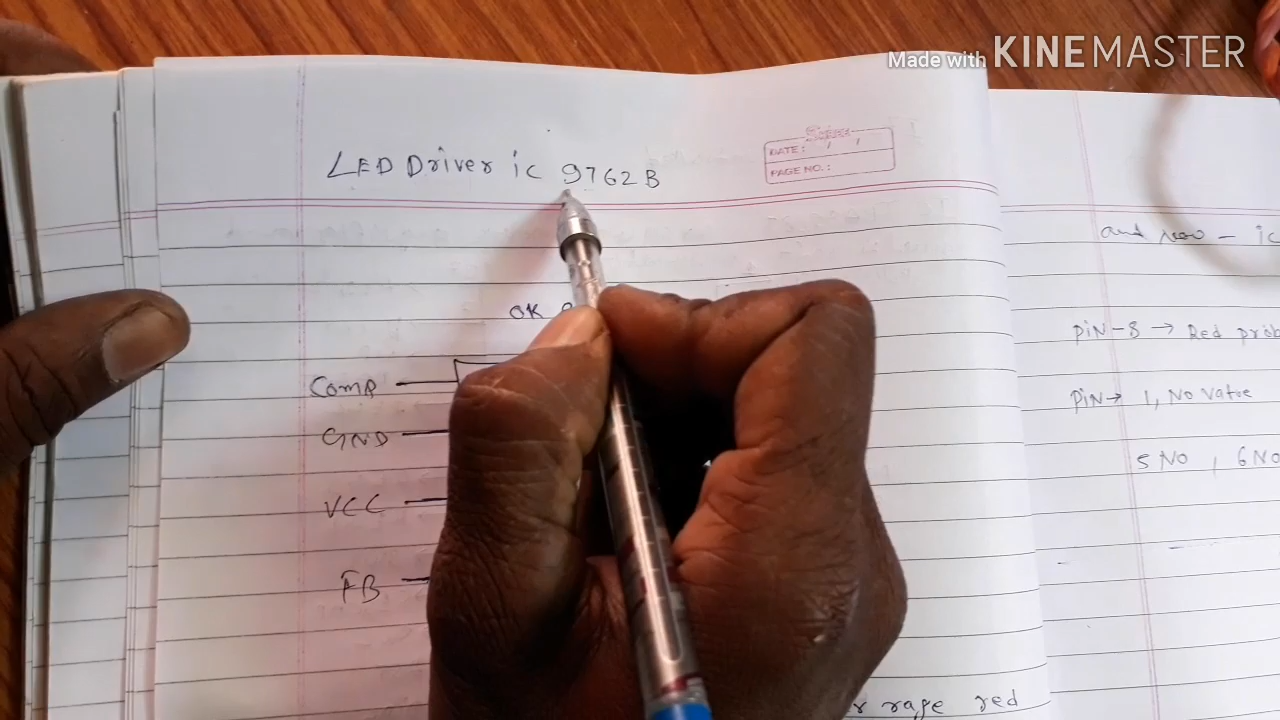 Made with KINEMASTER
LED Driver ic 9762B
DATE: / /
PAGE NO.:
and - ic
OK
PIN-8 → Red prob
COMP
PIN→ 1, No Value
GND
5 NO , 6 NO
VCC
FB
rage red